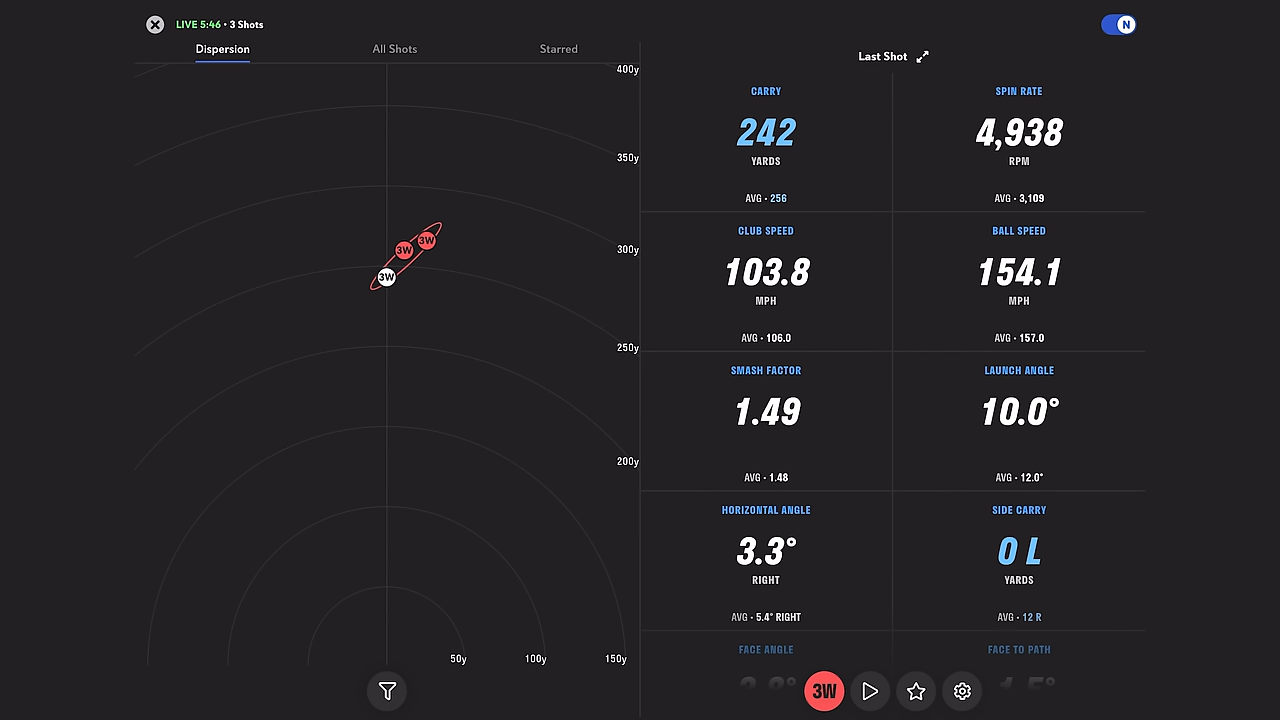 LIVE 5:46 • 3 Shots
N
Dispersion
All Shots
Starred
Last Shot
400y
350y
300y
250y
200y
50y
100y
150y
3W
3W
3W
CARRY
242
YARDS
AVG • 256
SPIN RATE
4,938
RPM
AVG • 3,109
CLUB SPEED
103.8
MPH
AVG • 106.0
BALL SPEED
154.1
MPH
AVG • 157.0
SMASH FACTOR
1.49
AVG • 1.48
LAUNCH ANGLE
10.0°
AVG • 12.0°
HORIZONTAL ANGLE
3.3°
RIGHT
AVG • 5.4° RIGHT
SIDE CARRY
0 L
YARDS
AVG • 12 R
FACE ANGLE
FACE TO PATH
3W